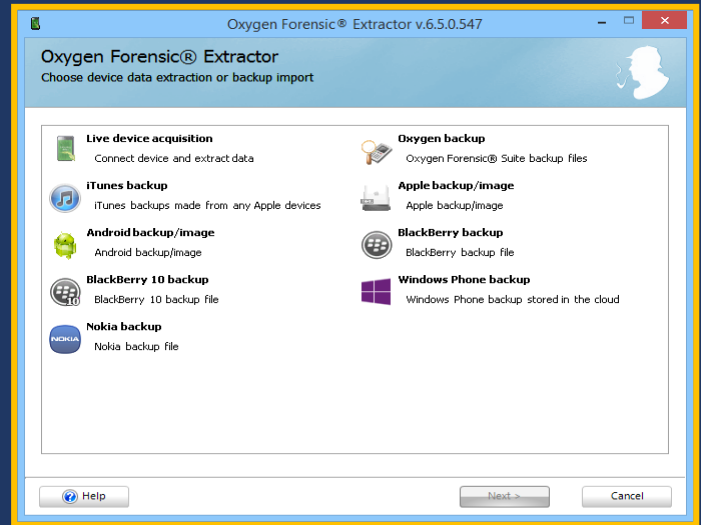 Oxygen Forensic® Extractor v.6.5.0.547
Oxygen Forensic® Extractor
Choose device data extraction or backup import
Live device acquisition
Connect device and extract data
Oxygen backup
Oxygen Forensic® Suite backup files
iTunes backup
iTunes backups made from any Apple devices
Apple backup/image
Apple backup/image
Android backup/image
Android backup/image
BlackBerry backup
BlackBerry backup file
BlackBerry 10 backup
BlackBerry 10 backup file
10
Windows Phone backup
Windows Phone backup stored in the cloud
Nokia backup
Nokia backup file
NOKIA
Help
Next >
Cancel